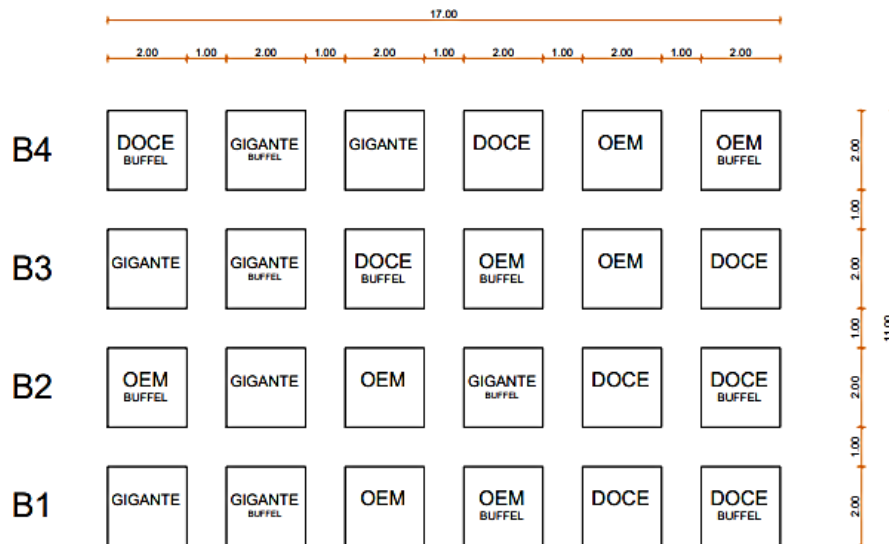 17.00
2.00 1.00 2.00 1.00 2.00 1.00 2.00 1.00 2.00 1.00 2.00
B4
DOCE
BUFFEL
GIGANTE
BUFFEL
GIGANTE
DOCE
OEM
OEM
BUFFEL
2.00
1.00
B3
GIGANTE
GIGANTE
BUFFEL
DOCE
BUFFEL
OEM
BUFFEL
OEM
DOCE
2.00
1.00
11.00
B2
OEM
BUFFEL
GIGANTE
OEM
GIGANTE
BUFFEL
DOCE
DOCE
BUFFEL
2.00
1.00
B1
GIGANTE
GIGANTE
BUFFEL
OEM
OEM
BUFFEL
DOCE
DOCE
BUFFEL
2.00